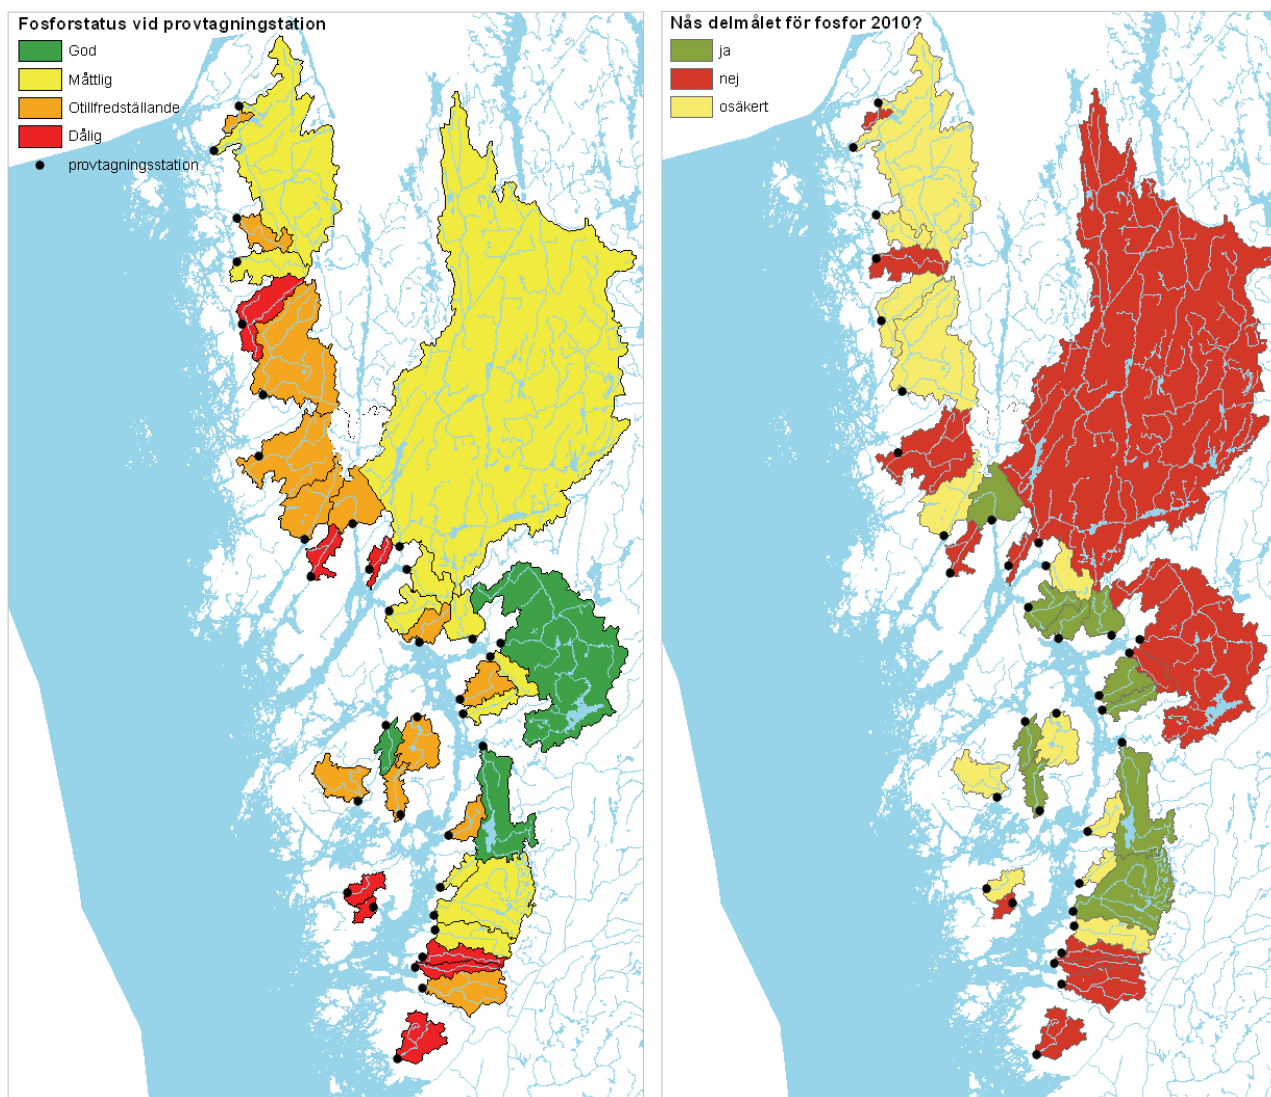 Fosforstatus vid provtagningstation
God
Måttlig
Otillfredställande
Dålig
provtagningsstation
Nås delmålet för fosfor 2010?
ja
nej
osäkert